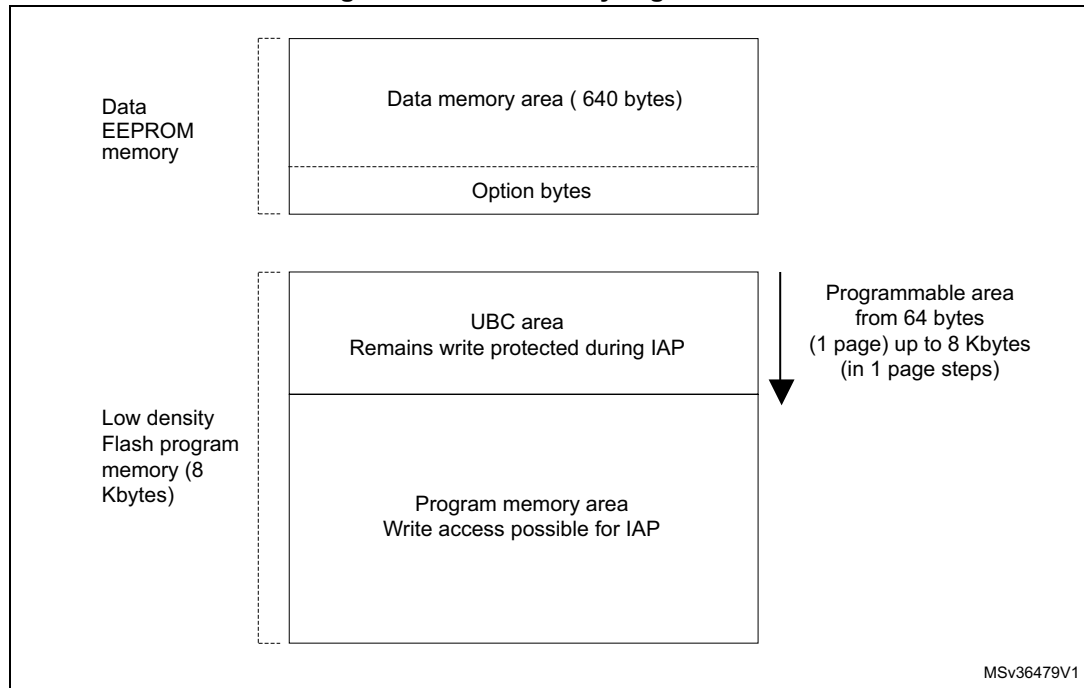 Data memory area ( 640 bytes)
Data
EEPROM
memory
Option bytes
UBC area
Remains write protected during IAP
Programmable area
from 64 bytes
(1 page) up to 8 Kbytes
(in 1 page steps)
Low density
Flash program
memory (8
Kbytes)
Program memory area
Write access possible for IAP
MSv36479V1